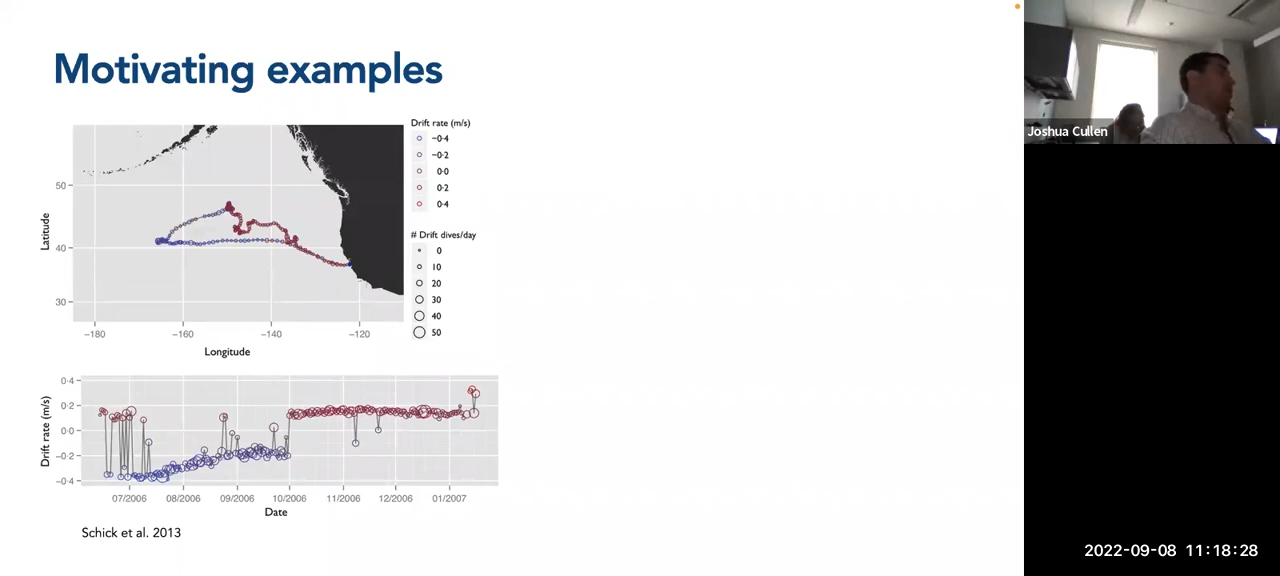 Motivating examples
Joshua Cullen
Drift rate (m/s)
−0·4
−0·2
0·0
0·2
0·4
# Drift dives/day
0
10
20
30
40
50
Latitude
50
40
30
−180 −160 −140 −120
Longitude
Drift rate (m/s)
0·4
0·2
0·0
−0·2
−0·4
07/2006 08/2006 09/2006 10/2006 11/2006 12/2006 01/2007
Date
Schick et al. 2013
2022-09-08 11:18:28